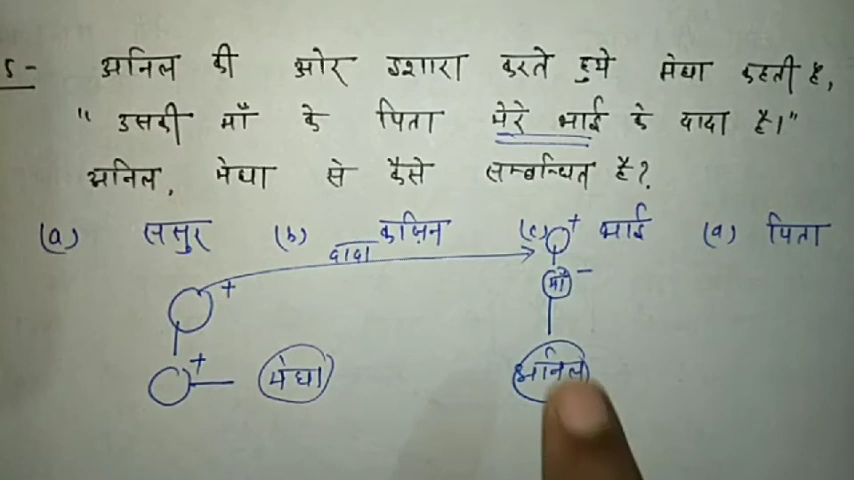 5- अनिल की ओर इशारा करते हुये मेघा कहती है,
" उसकी माँ के पिता मेरे भाई के दादा है।"
अनिल, मेघा से कैसे सम्बन्धित है?
(a) ससुर (b) कज़िन (c) भाई (d) पिता
दादा
+
+
माँ -
+
मेघा
अनिल